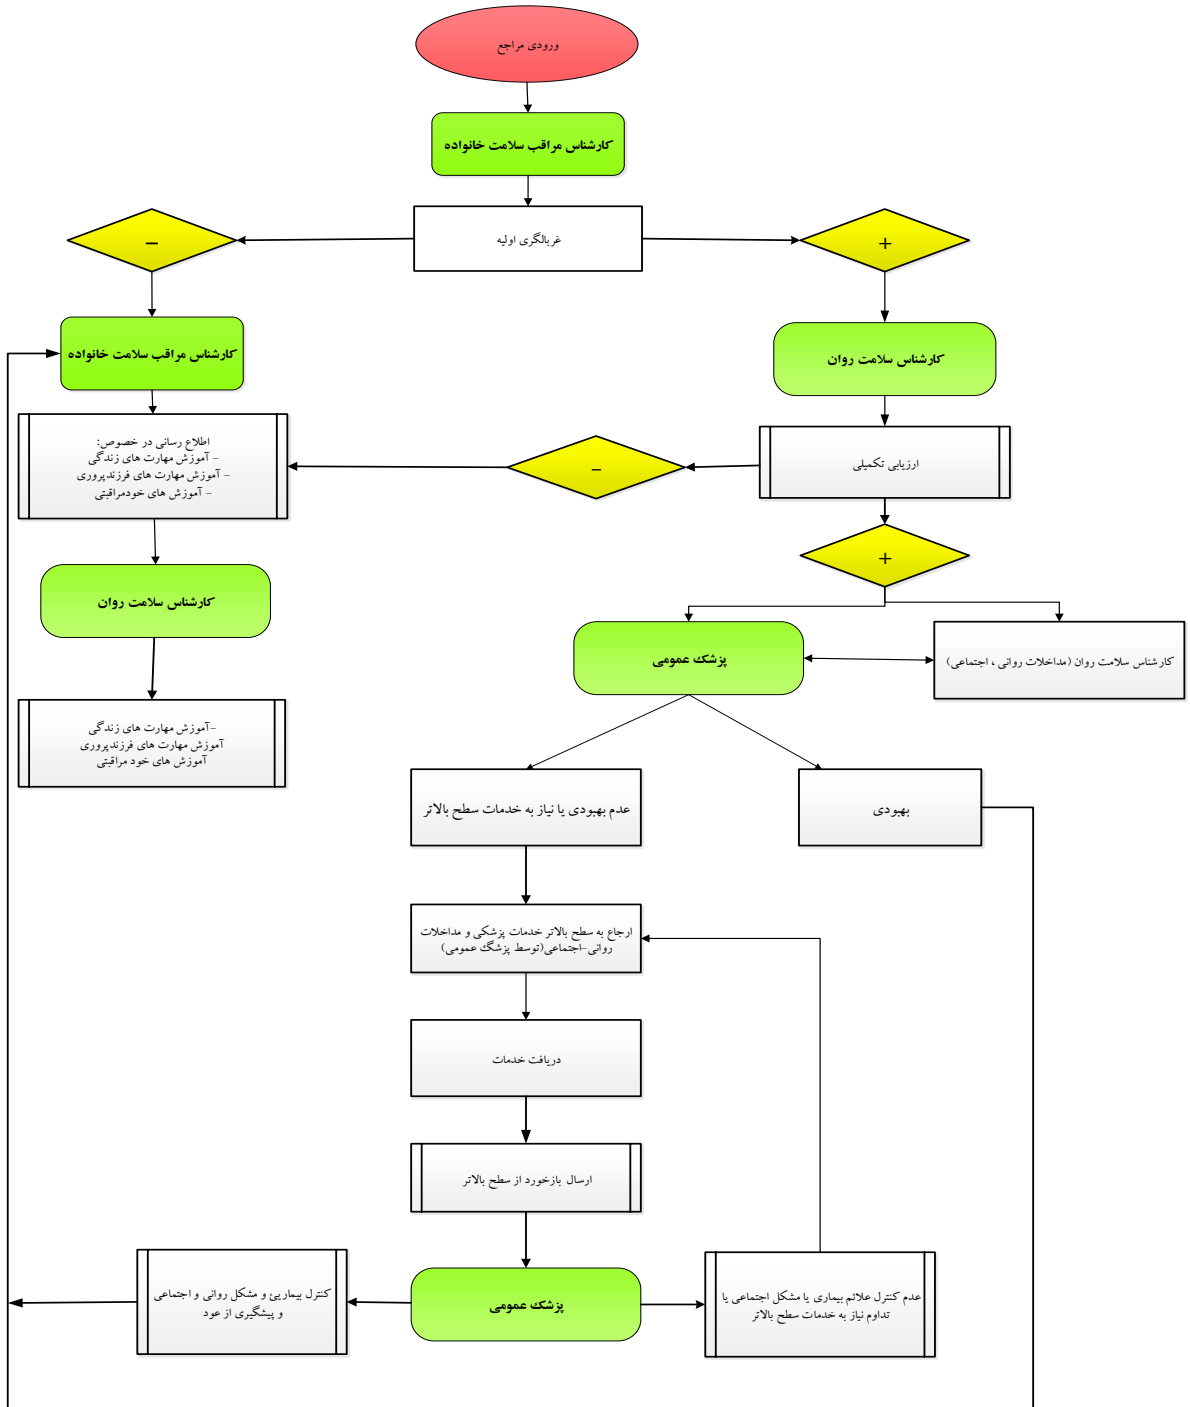 ورودی مراجع
کارشناس مراقب سلامت خانواده
غربالگری اولیه
+
–
کارشناس سلامت روان
کارشناس مراقب سلامت خانواده
ارزیابی تکمیلی
–
اطلاع رسانی در خصوص:
– آموزش مهارت های زندگی
– آموزش مهارت های فرزندپروری
– آموزش های خودمراقبتی
+
کارشناس سلامت روان
کارشناس سلامت روان (مداخلات روانی ، اجتماعی)
پزشک عمومی
–آموزش مهارت های زندگی
آموزش مهارت های فرزندپروری
آموزش های خود مراقبتی
بهبودی
عدم بهبودی یا نیاز به خدمات سطح بالاتر
ارجاع به سطح بالاتر خدمات پزشکی و مداخلات
روانی–اجتماعی(توسط پزشگ عمومی)
دریافت خدمات
ارسال بازخورد از سطح بالاتر
عدم کنترل علائم بیماری یا مشکل اجتماعی یا
تداوم نیاز به خدمات سطح بالاتر
پزشک عمومی
کنترل بیماریئ و مشکل روانی و اجتماعی
و پیشگیری از عود